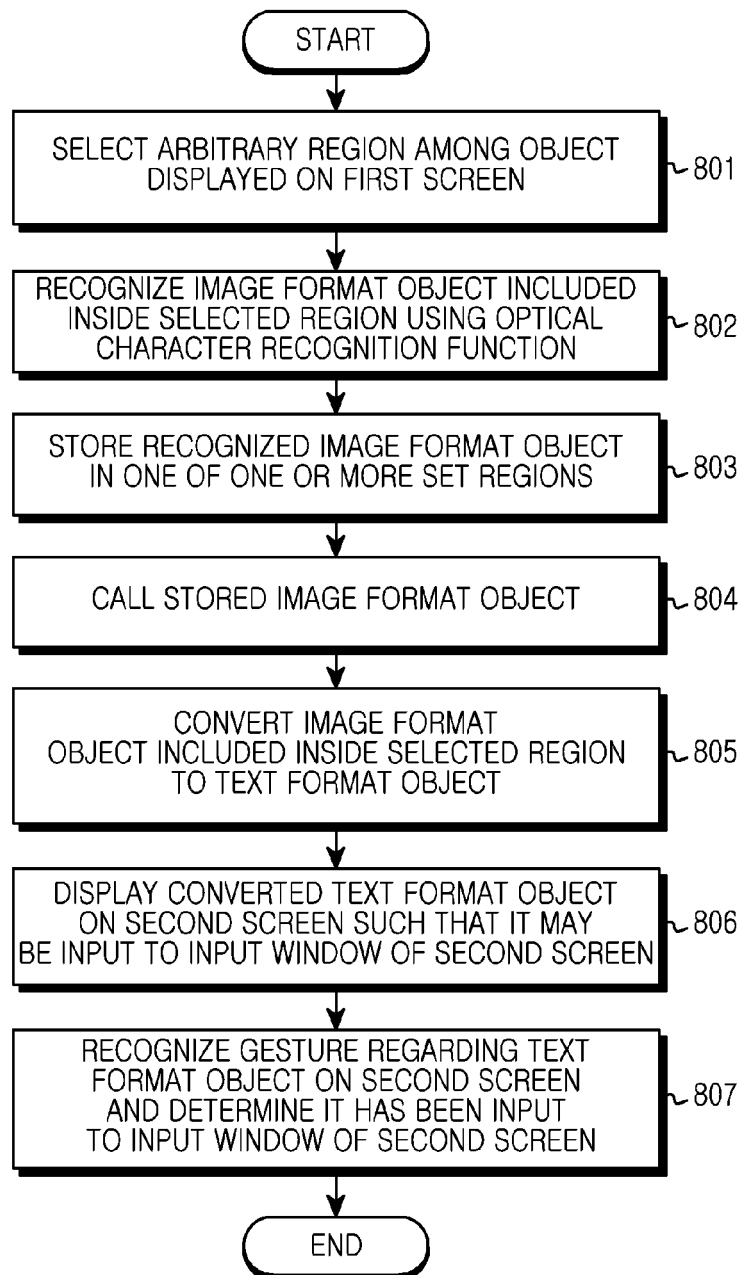 START
SELECT ARBITRARY REGION AMONG OBJECT
DISPLAYED ON FIRST SCREEN
801
RECOGNIZE IMAGE FORMAT OBJECT INCLUDED
INSIDE SELECTED REGION USING OPTICAL
CHARACTER RECOGNITION FUNCTION
802
STORE RECOGNIZED IMAGE FORMAT OBJECT
IN ONE OF ONE OR MORE SET REGIONS
803
CALL STORED IMAGE FORMAT OBJECT
804
CONVERT IMAGE FORMAT
OBJECT INCLUDED INSIDE SELECTED REGION
TO TEXT FORMAT OBJECT
805
DISPLAY CONVERTED TEXT FORMAT OBJECT
ON SECOND SCREEN SUCH THAT IT MAY
BE INPUT TO INPUT WINDOW OF SECOND SCREEN
806
RECOGNIZE GESTURE REGARDING TEXT
FORMAT OBJECT ON SECOND SCREEN
AND DETERMINE IT HAS BEEN INPUT
TO INPUT WINDOW OF SECOND SCREEN
807
END